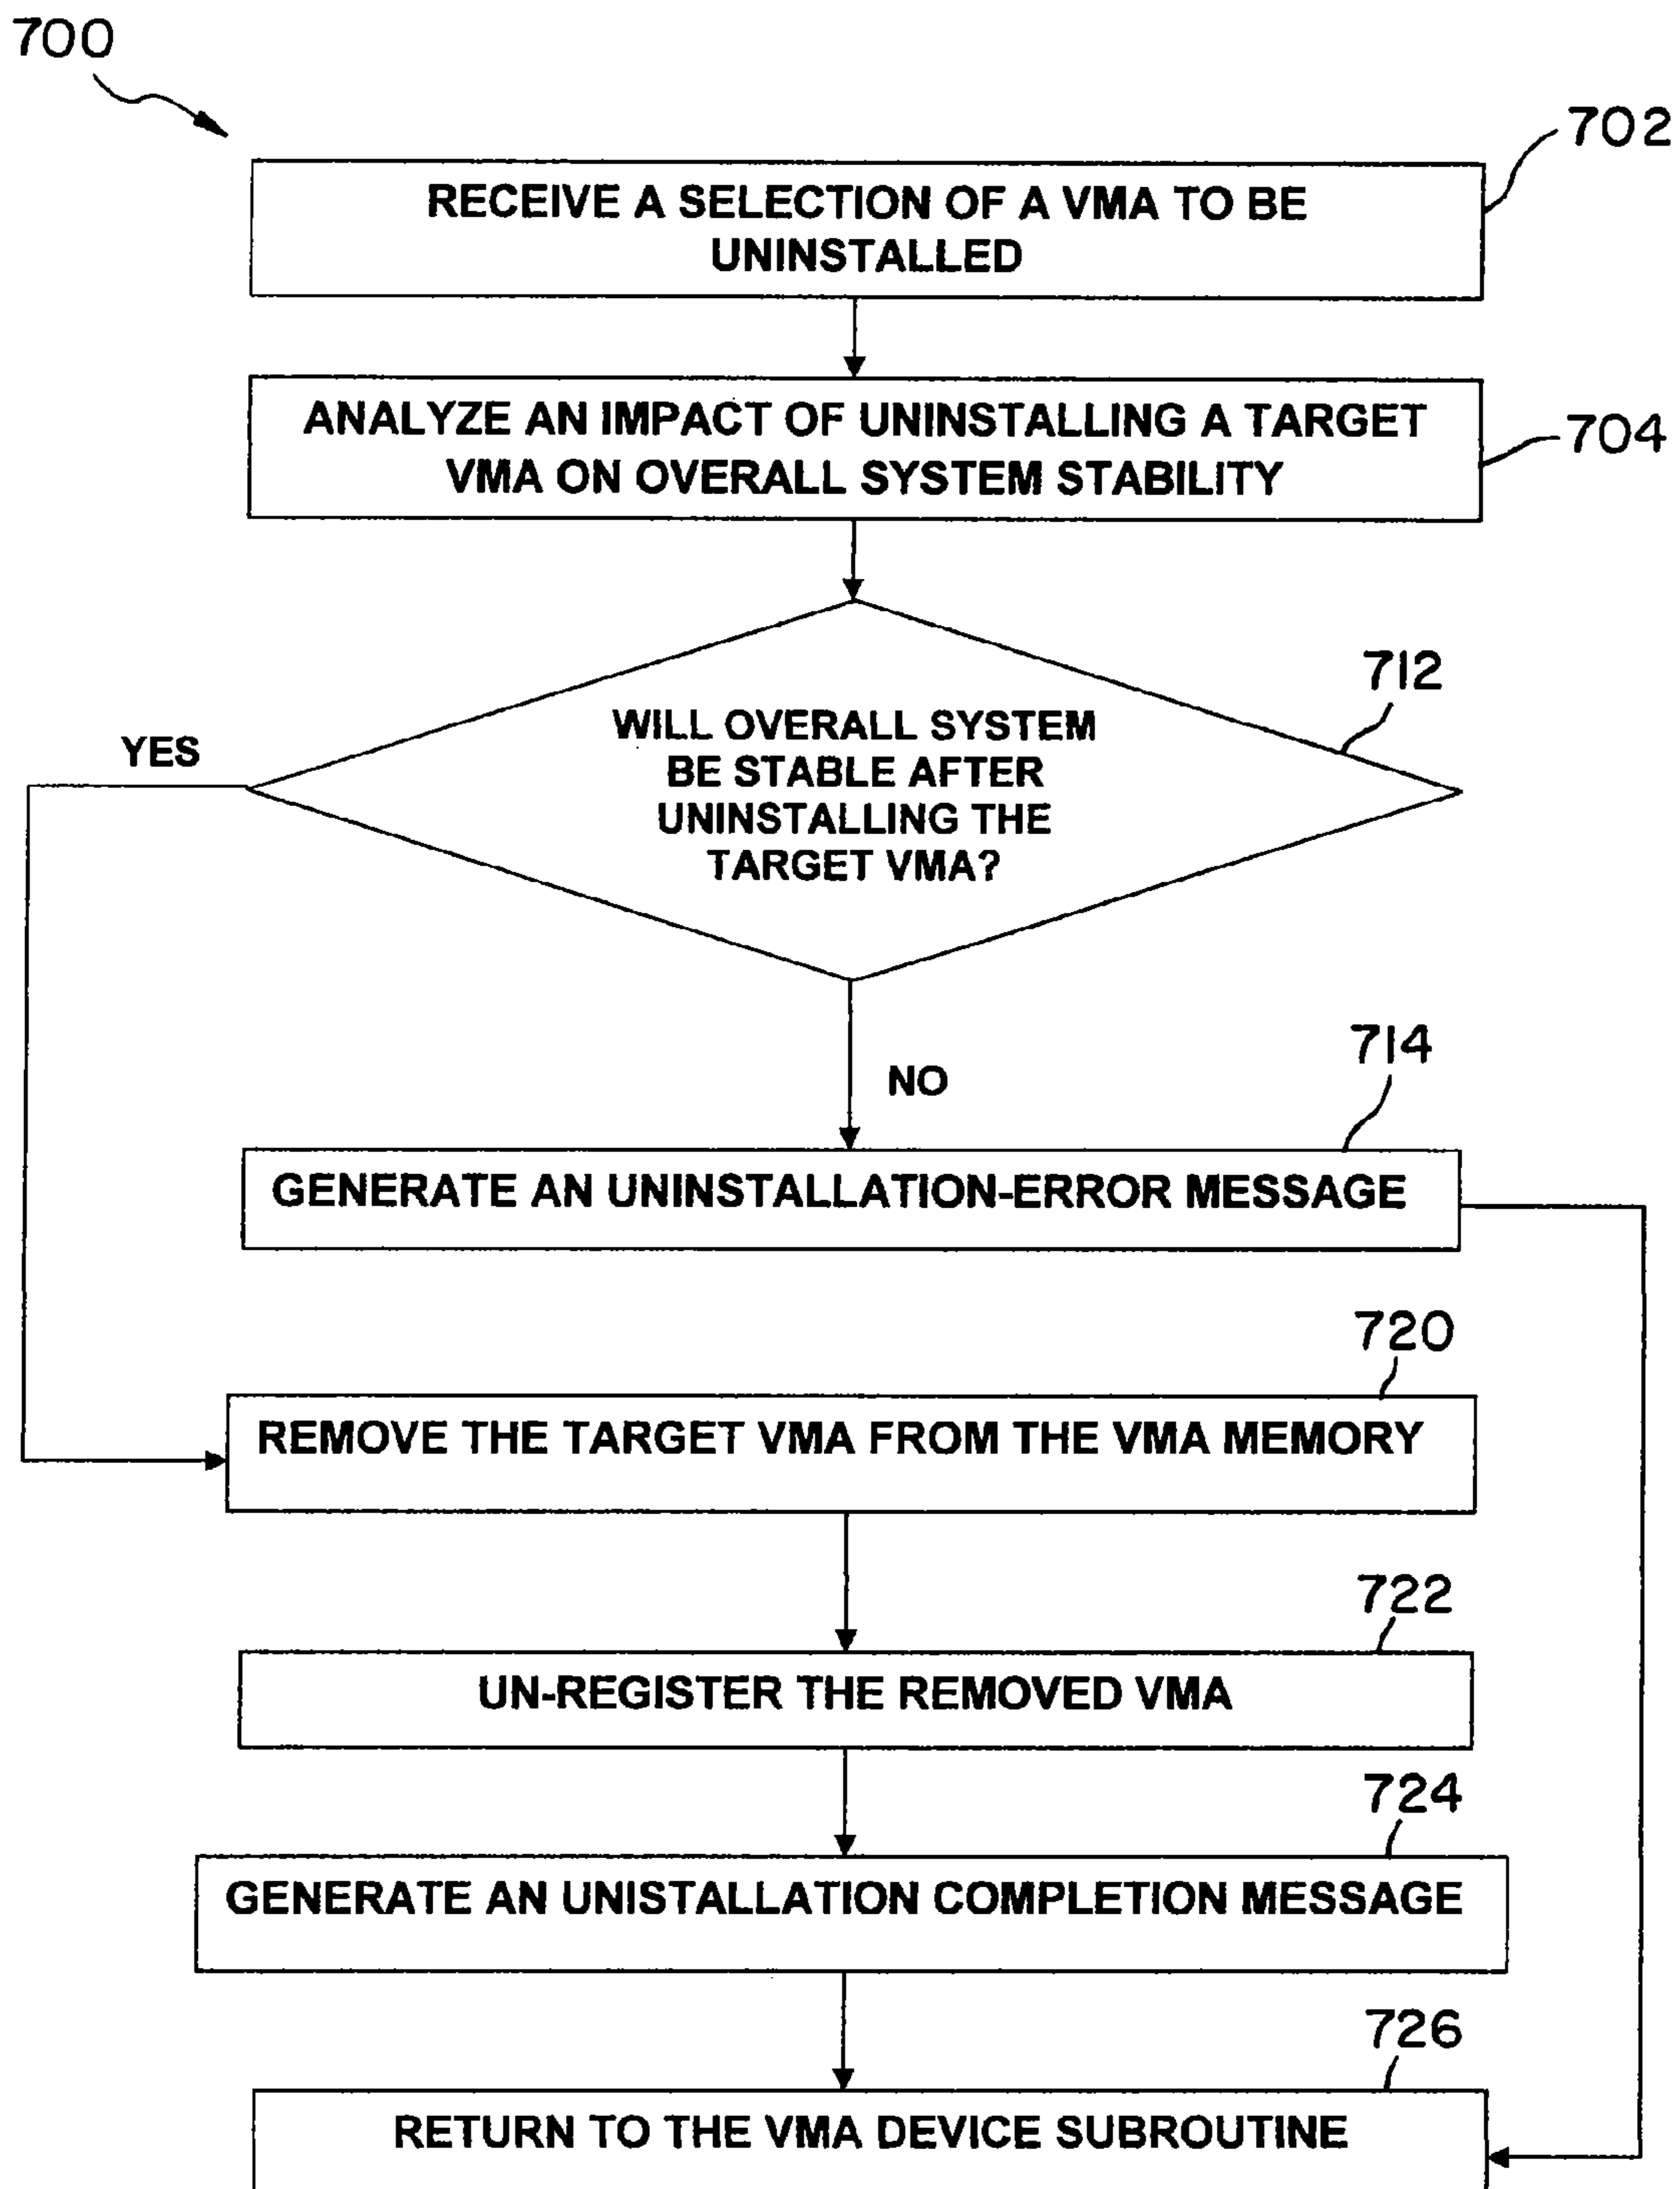 700
702
RECEIVE A SELECTION OF A VMA TO BE
UNINSTALLED
ANALYZE AN IMPACT OF UNINSTALLING A TARGET
VMA ON OVERALL SYSTEM STABILITY
704
712
WILL OVERALL SYSTEM
BE STABLE AFTER
UNINSTALLING THE
TARGET VMA?
YES
NO
714
GENERATE AN UNINSTALLATION-ERROR MESSAGE
720
REMOVE THE TARGET VMA FROM THE VMA MEMORY
722
UN-REGISTER THE REMOVED VMA
724
GENERATE AN UNISTALLATION COMPLETION MESSAGE
726
RETURN TO THE VMA DEVICE SUBROUTINE